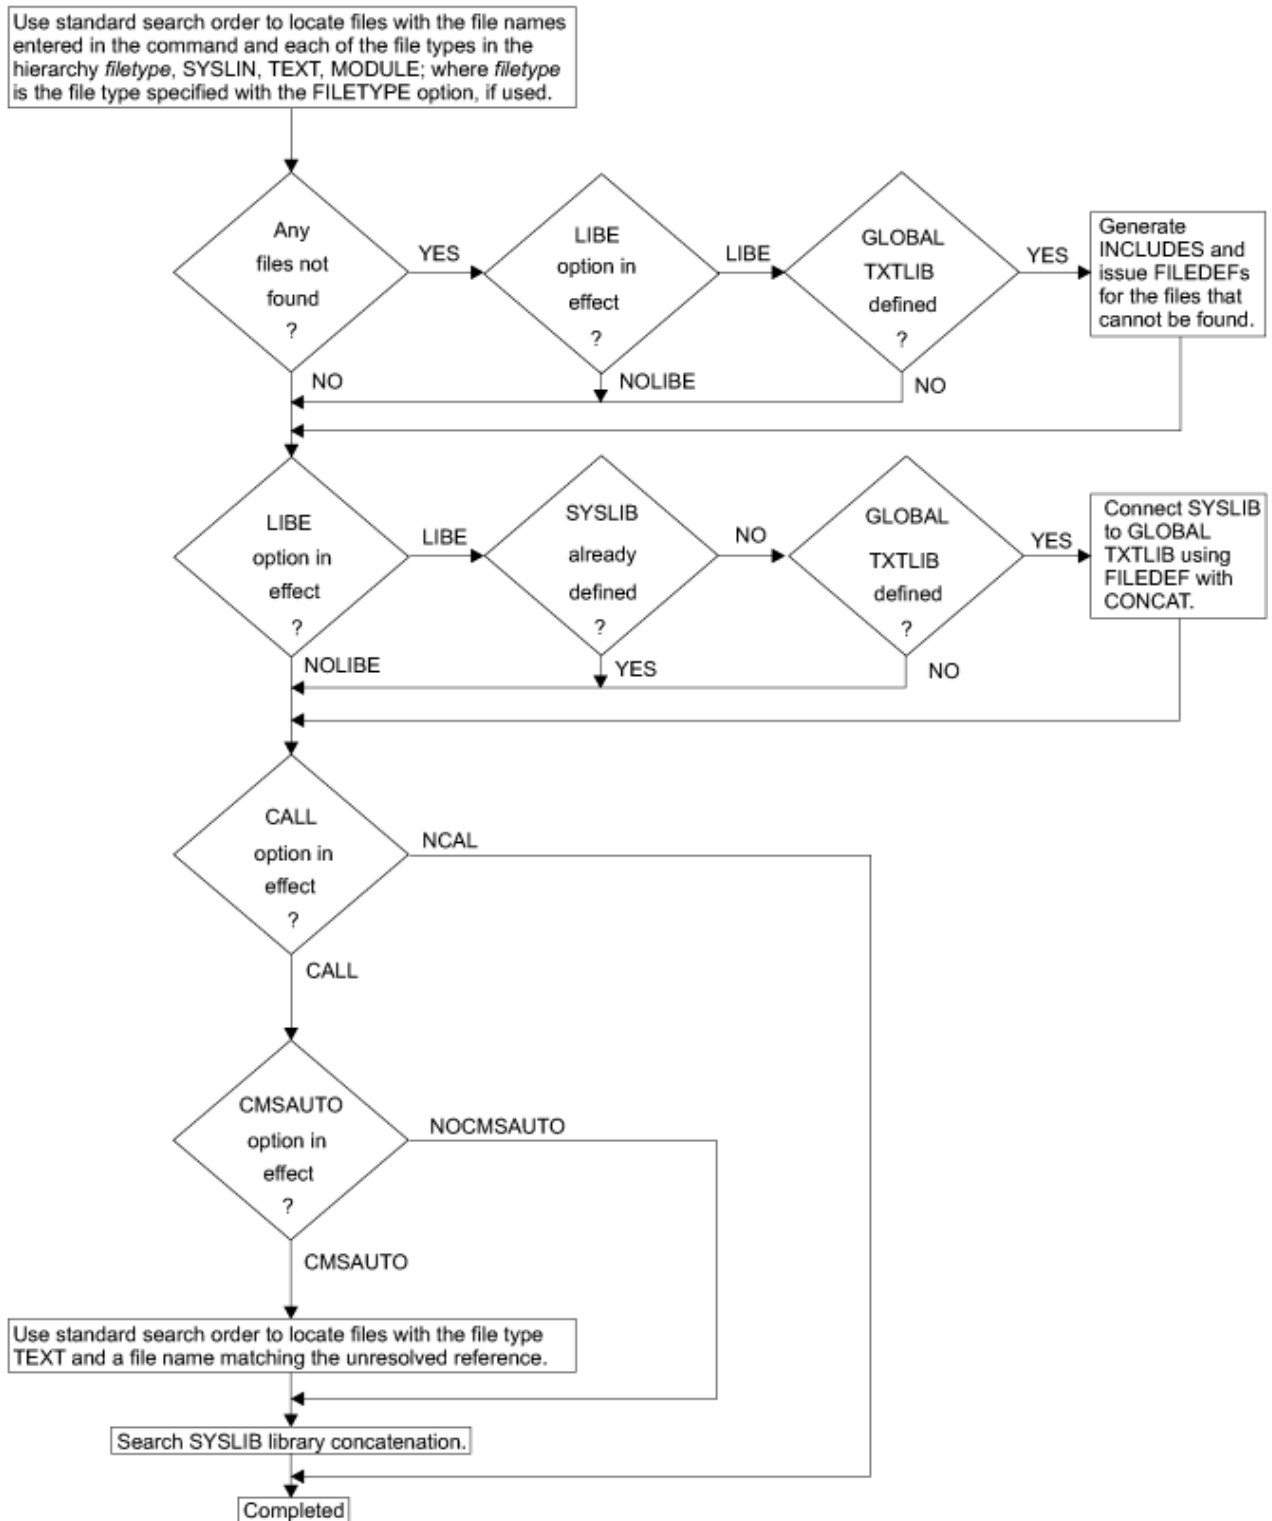 Use standard search order to locate files with the file names
entered in the command and each of the file types in the
hierarchy filetype, SYSLIN, TEXT, MODULE; where filetype
is the file type specified with the FILETYPE option, if used.
Any
files not
found
?
YES
LIBE
option in
effect
?
LIBE
GLOBAL
TXTLIB
defined
?
YES
Generate
INCLUDES and
issue FILEDEFs
for the files that
cannot be found.
NO
NOLIBE
NO
LIBE
option in
effect
?
LIBE
SYSLIB
already
defined
?
NO
GLOBAL
TXTLIB
defined
?
YES
Connect SYSLIB
to GLOBAL
TXTLIB using
FILEDEF with
CONCAT.
NOLIBE
YES
NO
CALL
option in
effect
?
NCAL
CALL
CMSAUTO
option in
effect
?
NOCMSAUTO
CMSAUTO
Use standard search order to locate files with the file type
TEXT and a file name matching the unresolved reference.
Search SYSLIB library concatenation.
Completed